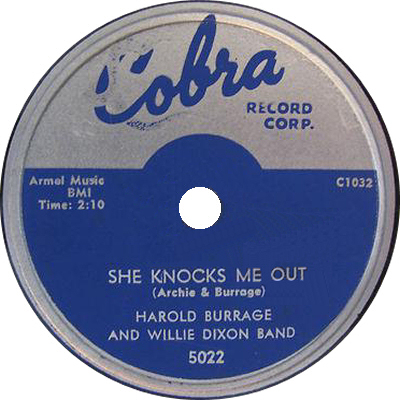 Cobra
RECORD
CORP.
Armel Music
BMI
Time: 2:10
C1032
SHE KNOCKS ME OUT
(Archie & Burrage)
HAROLD BURRAGE
AND WILLIE DIXON BAND
5022